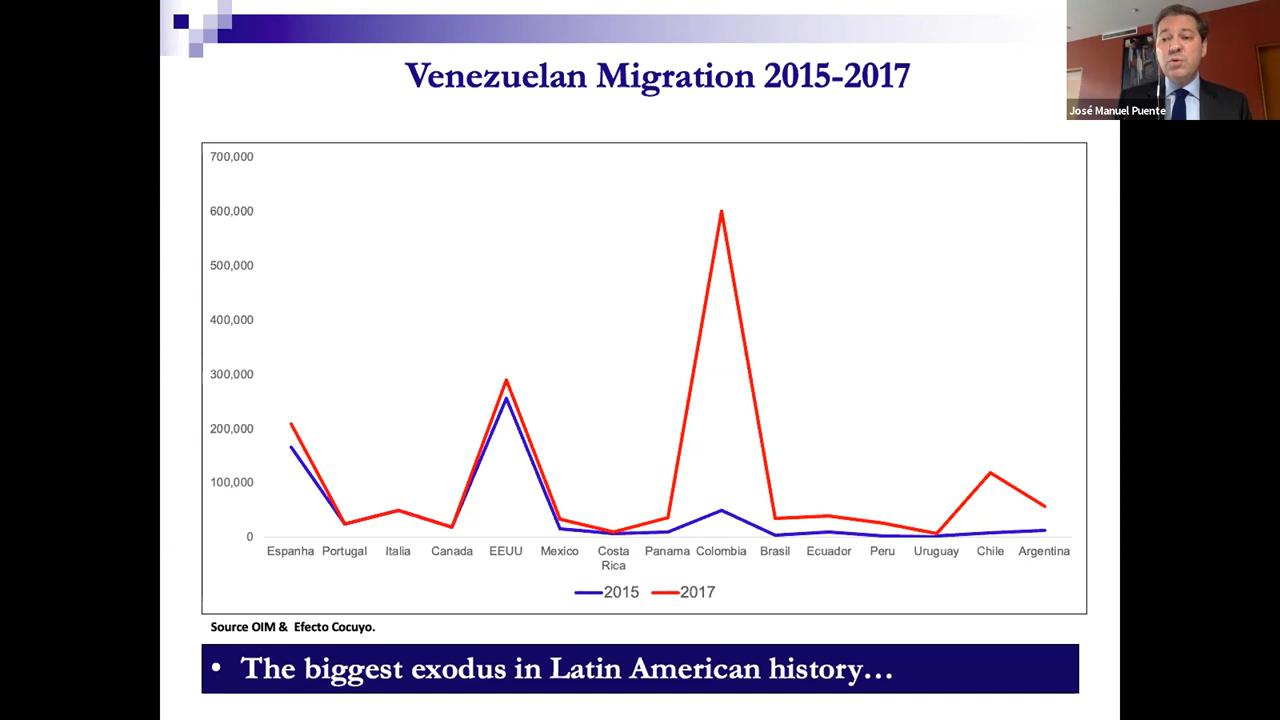 Venezuelan Migration 2015-2017
José Manuel Puente
700,000
600,000
500,000
400,000
300,000
200,000
100,000
0
Espanha Portugal Italia Canada EEUU Mexico Costa Rica Panama Colombia Brasil Ecuador Peru Uruguay Chile Argentina
2015 2017
Source OIM & Efecto Cocuyo.
• The biggest exodus in Latin American history…